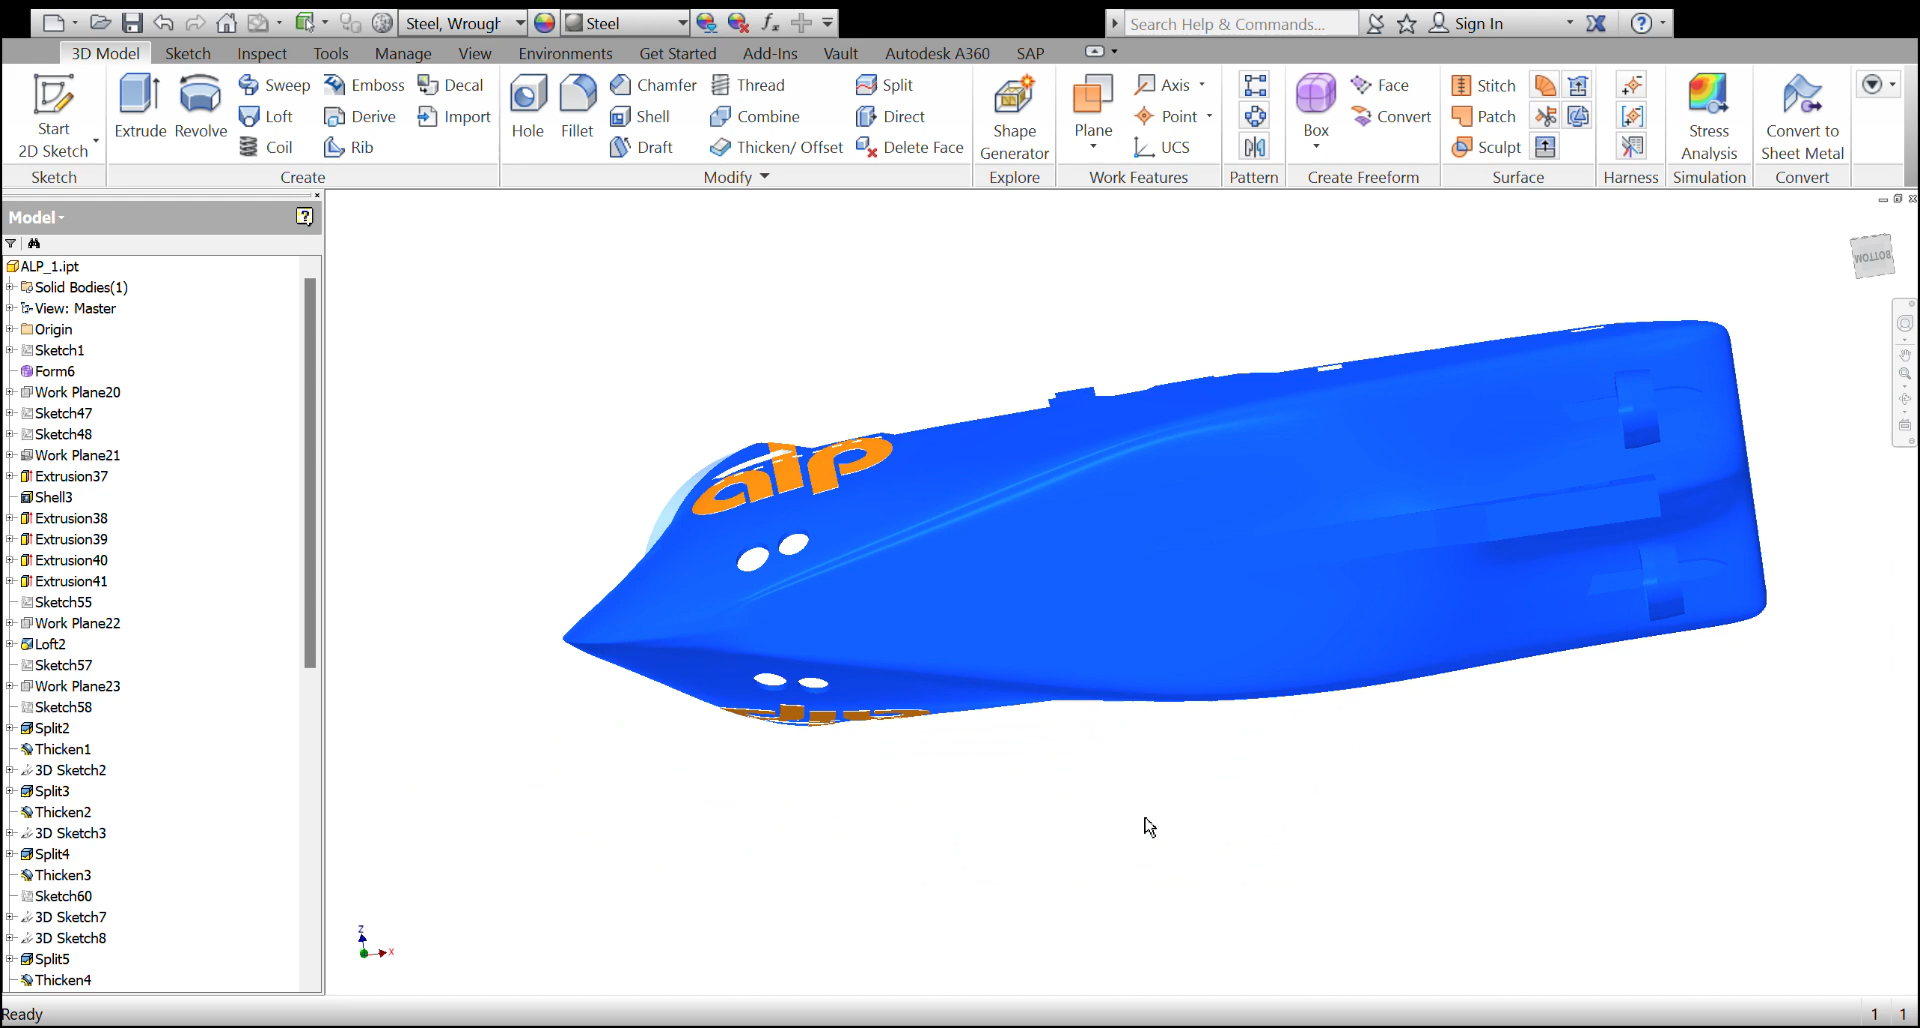 Steel, Wrough
Steel
Search Help & Commands...
Sign In
3D Model Sketch Inspect Tools Manage View Environments Get Started Add-Ins Vault Autodesk A360 SAP
Start
2D Sketch
Sketch
Extrude
Revolve
Sweep
Loft
Coil
Emboss
Derive
Rib
Decal
Import
Create
Hole
Fillet
Chamfer
Shell
Draft
Thread
Combine
Thicken/ Offset
Split
Direct
Delete Face
Modify
Shape
Generator
Explore
Plane
Axis
Point
UCS
Work Features
Pattern
Box
Face
Convert
Create Freeform
Stitch
Patch
Sculpt
Surface
Harness
Stress
Analysis
Simulation
Convert to
Sheet Metal
Convert
Model
ALP_1.ipt
Solid Bodies(1)
View: Master
Origin
Sketch1
Form6
Work Plane20
Sketch47
Sketch48
Work Plane21
Extrusion37
Shell3
Extrusion38
Extrusion39
Extrusion40
Extrusion41
Sketch55
Work Plane22
Loft2
Sketch57
Work Plane23
Sketch58
Split2
Thicken1
3D Sketch2
Split3
Thicken2
3D Sketch3
Split4
Thicken3
Sketch60
3D Sketch7
3D Sketch8
Split5
Thicken4
BOTTOM
alp
Z
X
Ready
1 1